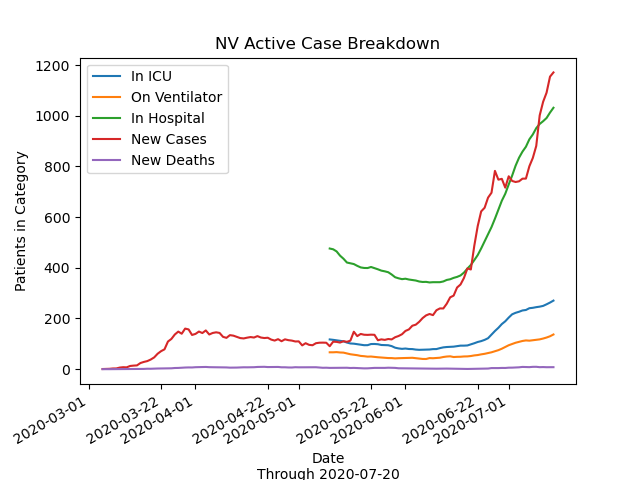 NV Active Case Breakdown
In ICU
On Ventilator
In Hospital
New Cases
New Deaths
Patients in Category
1200
1000
800
600
400
200
0
2020-03-01
2020-03-22
2020-04-01
2020-04-22
2020-05-01
2020-05-22
2020-06-01
2020-06-22
2020-07-01
Date
Through 2020-07-20